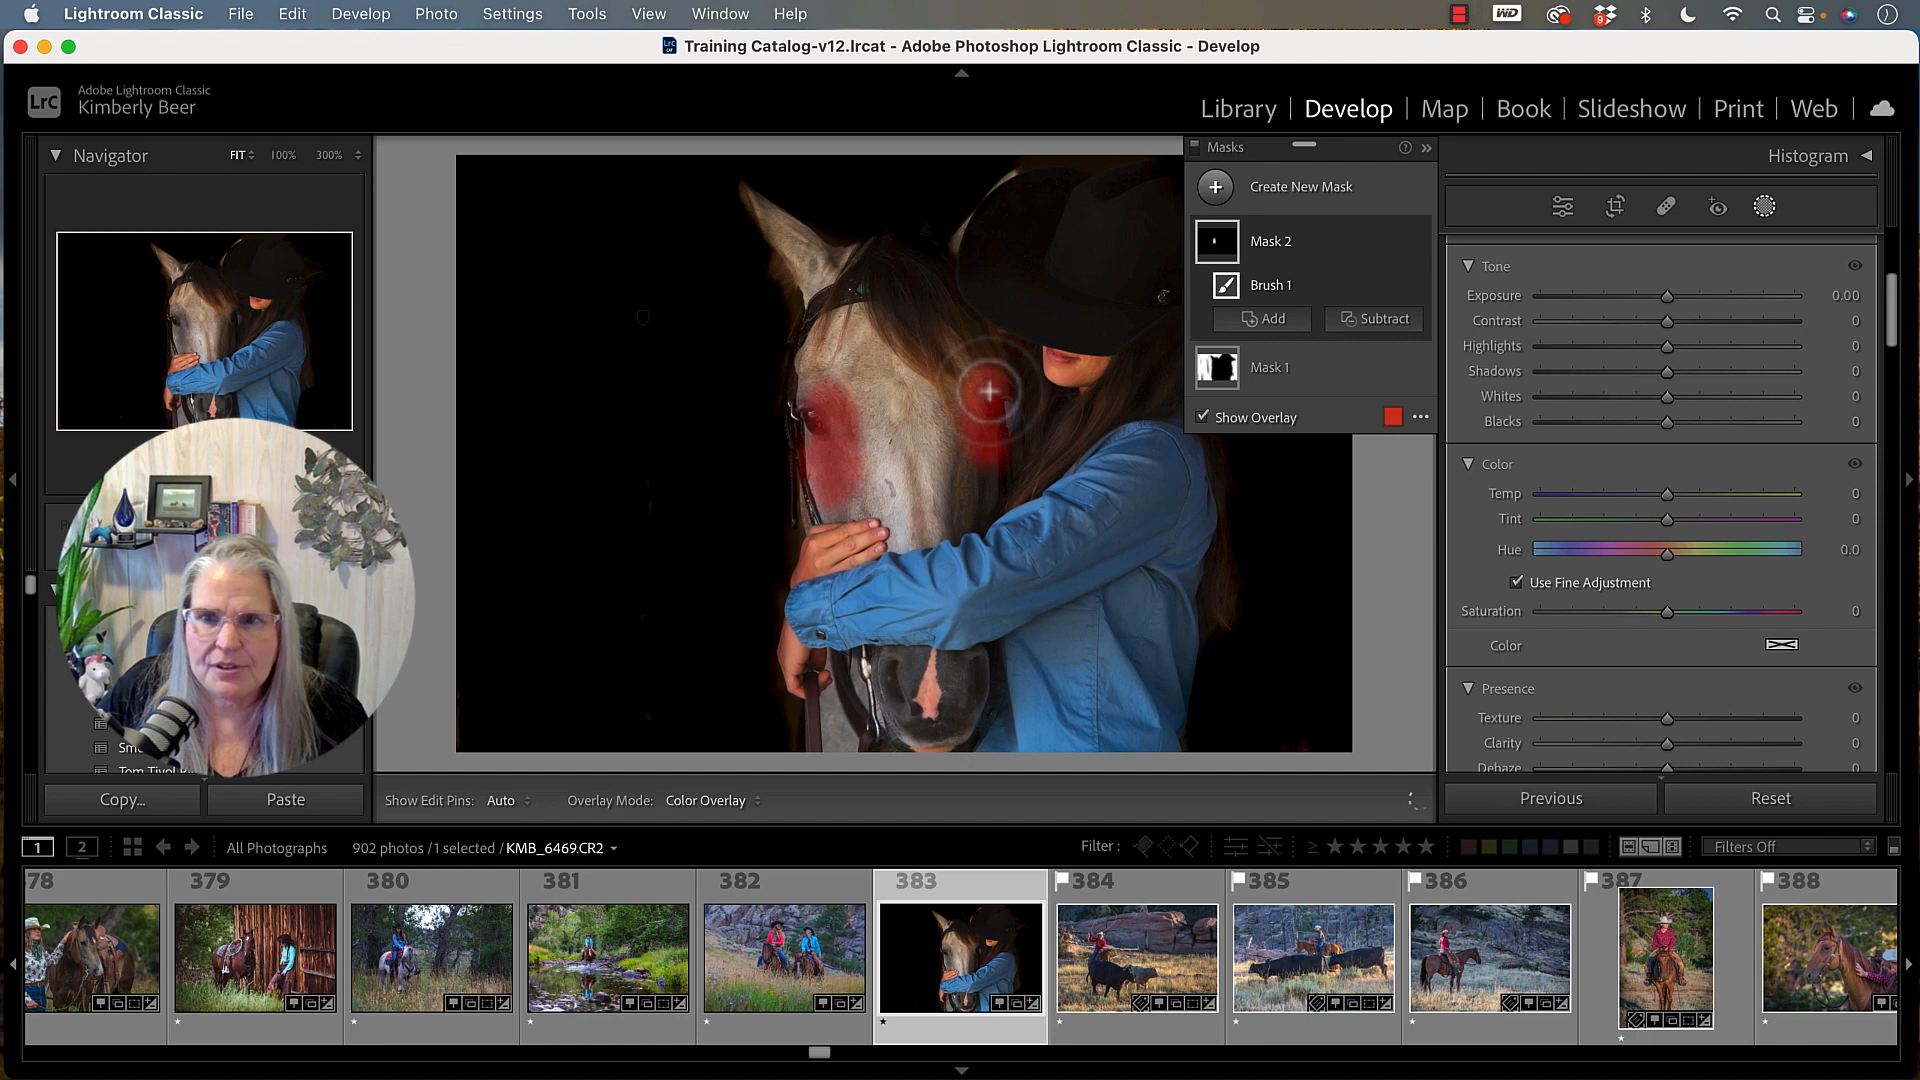 Lightroom Classic File Edit Develop Photo Settings Tools View Window Help
WD 9
Training Catalog-v12.lrcat - Adobe Photoshop Lightroom Classic - Develop
LrC Adobe Lightroom Classic
Kimberly Beer
Library | Develop | Map | Book | Slideshow | Print | Web |
Navigator FIT 100% 300%
Masks
Create New Mask
Mask 2
Brush 1
Add Subtract
Mask 1
Show Overlay
Histogram
Tone
Exposure 0.00
Contrast 0
Highlights 0
Shadows 0
Whites 0
Blacks 0
Color
Temp 0
Tint 0
Hue 0.0
Use Fine Adjustment
Saturation 0
Color
Presence
Texture 0
Clarity 0
Dehaze
Copy... Paste
Show Edit Pins: Auto Overlay Mode: Color Overlay
Previous Reset
1 2 All Photographs 902 photos / 1 selected / KMB_6469.CR2
Filter : ≥ Filters Off
78 379 380 381 382 383 384 385 386 387 388